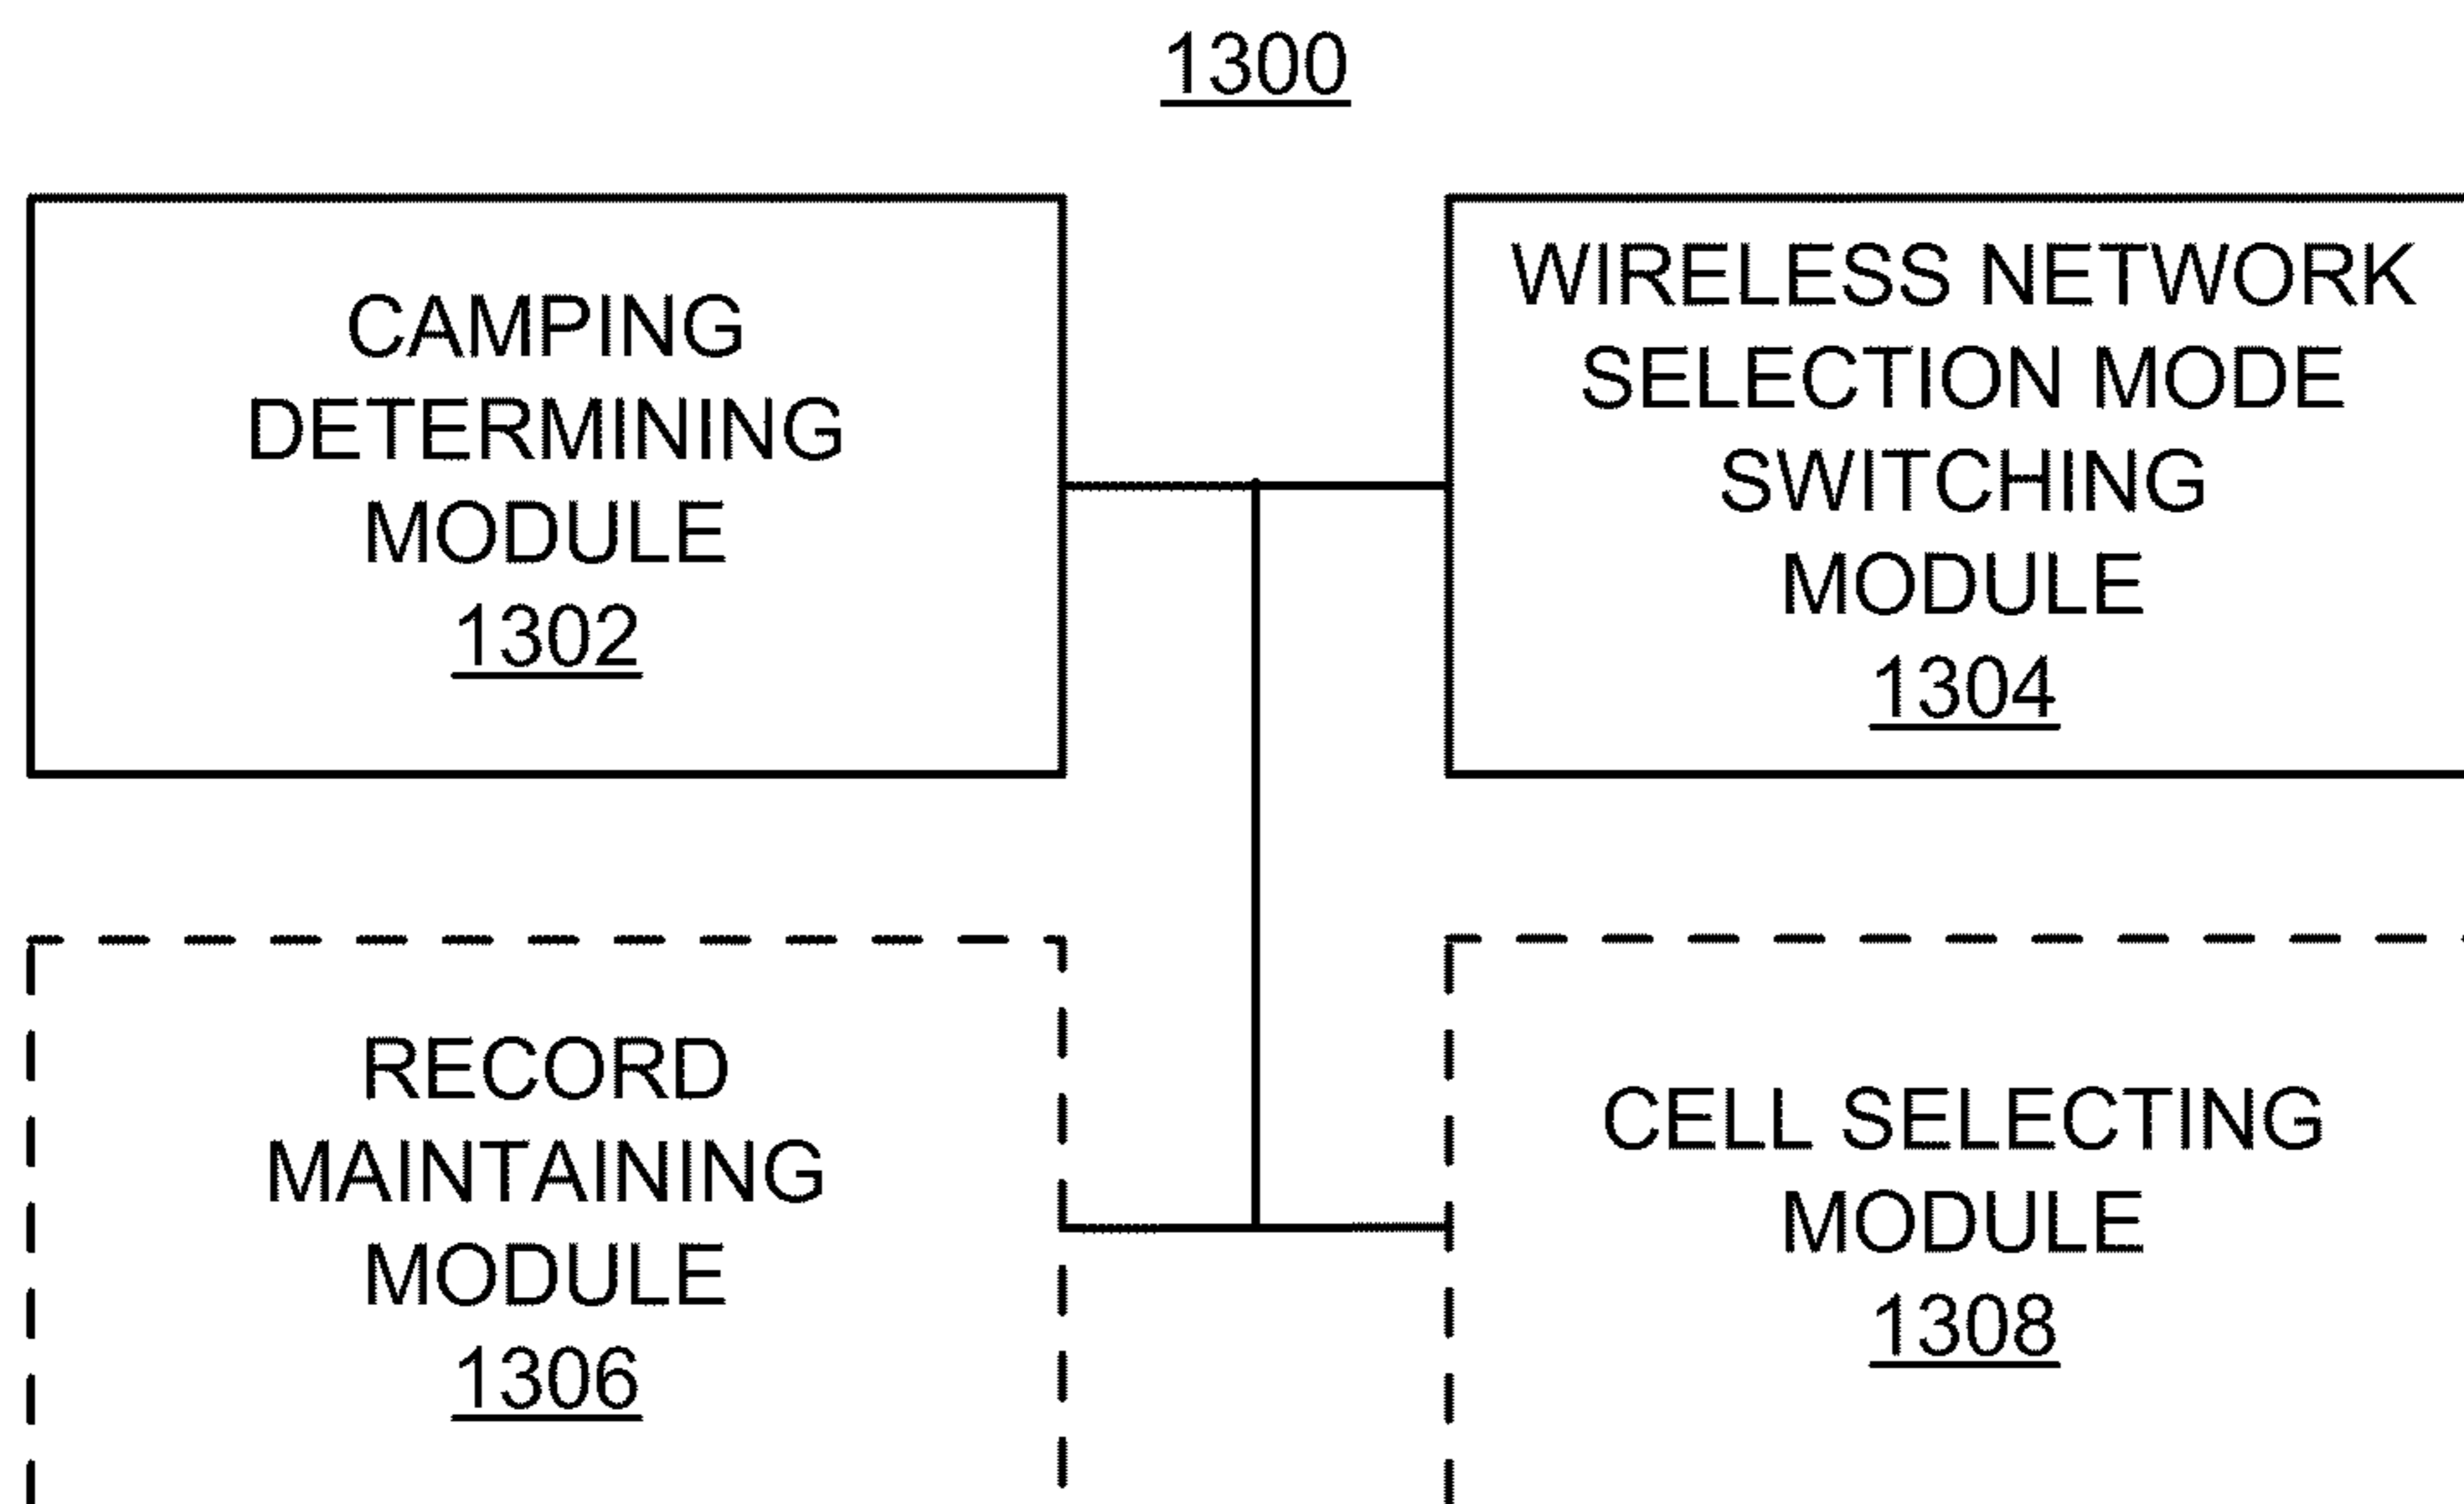 1300
CAMPING
DETERMINING
MODULE
1302
WIRELESS NETWORK
SELECTION MODE
SWITCHING
MODULE
1304
RECORD
MAINTAINING
MODULE
1306
CELL SELECTING
MODULE
1308